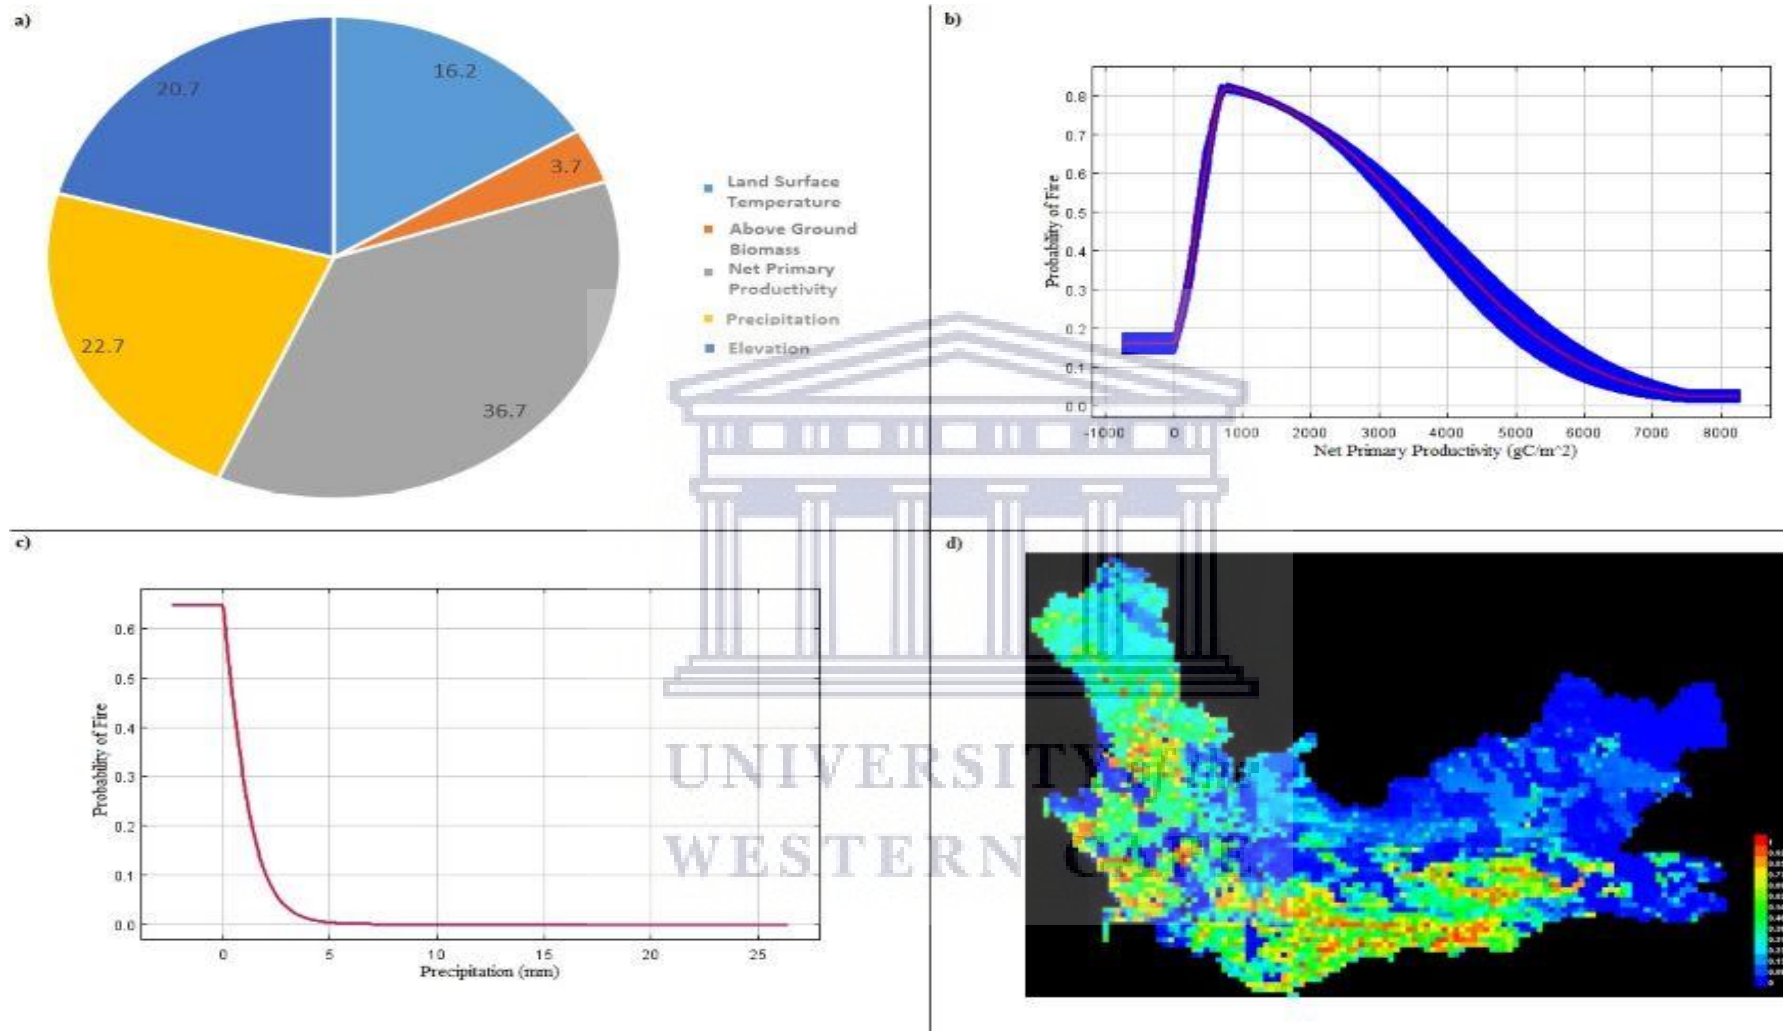 a)
16.2
3.7
36.7
22.7
20.7
Land Surface
Temperature
Above Ground
Biomass
Net Primary
Productivity
Precipitation
Elevation
b)
Probability of Fire
0.8
0.7
0.6
0.5
0.4
0.3
0.2
0.1
0.0
-1000 0 1000 2000 3000 4000 5000 6000 7000 8000
Net Primary Productivity (gC/m^2)
c)
Probability of Fire
0.6
0.5
0.4
0.3
0.2
0.1
0.0
0 5 10 15 20 25
Precipitation (mm)
d)
1
0
UNIVERSITY
WESTERN CAPE